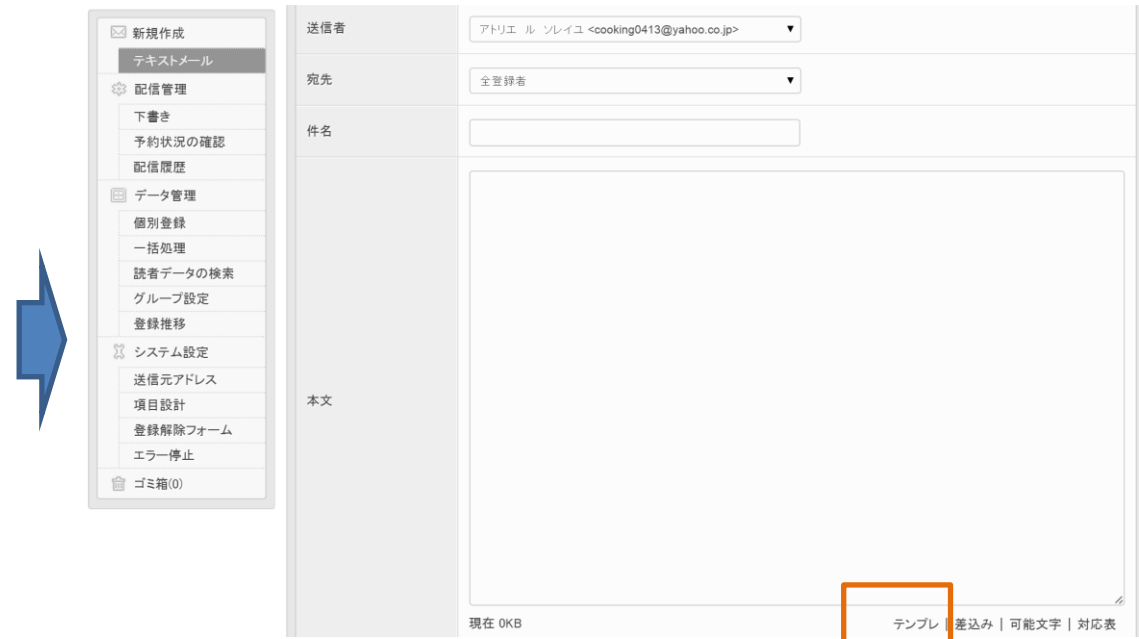 新規作成
テキストメール
配信管理
下書き
予約状況の確認
配信履歴
データ管理
個別登録
一括処理
読者データの検索
グループ設定
登録推移
システム設定
送信元アドレス
項目設計
登録解除フォーム
エラー停止
ゴミ箱(0)
送信者
アトリエ ル ソレイユ <cooking0413@yahoo.co.jp>
宛先
全登録者
件名
本文
現在 0KB
テンプレ | 差込み | 可能文字 | 対応表